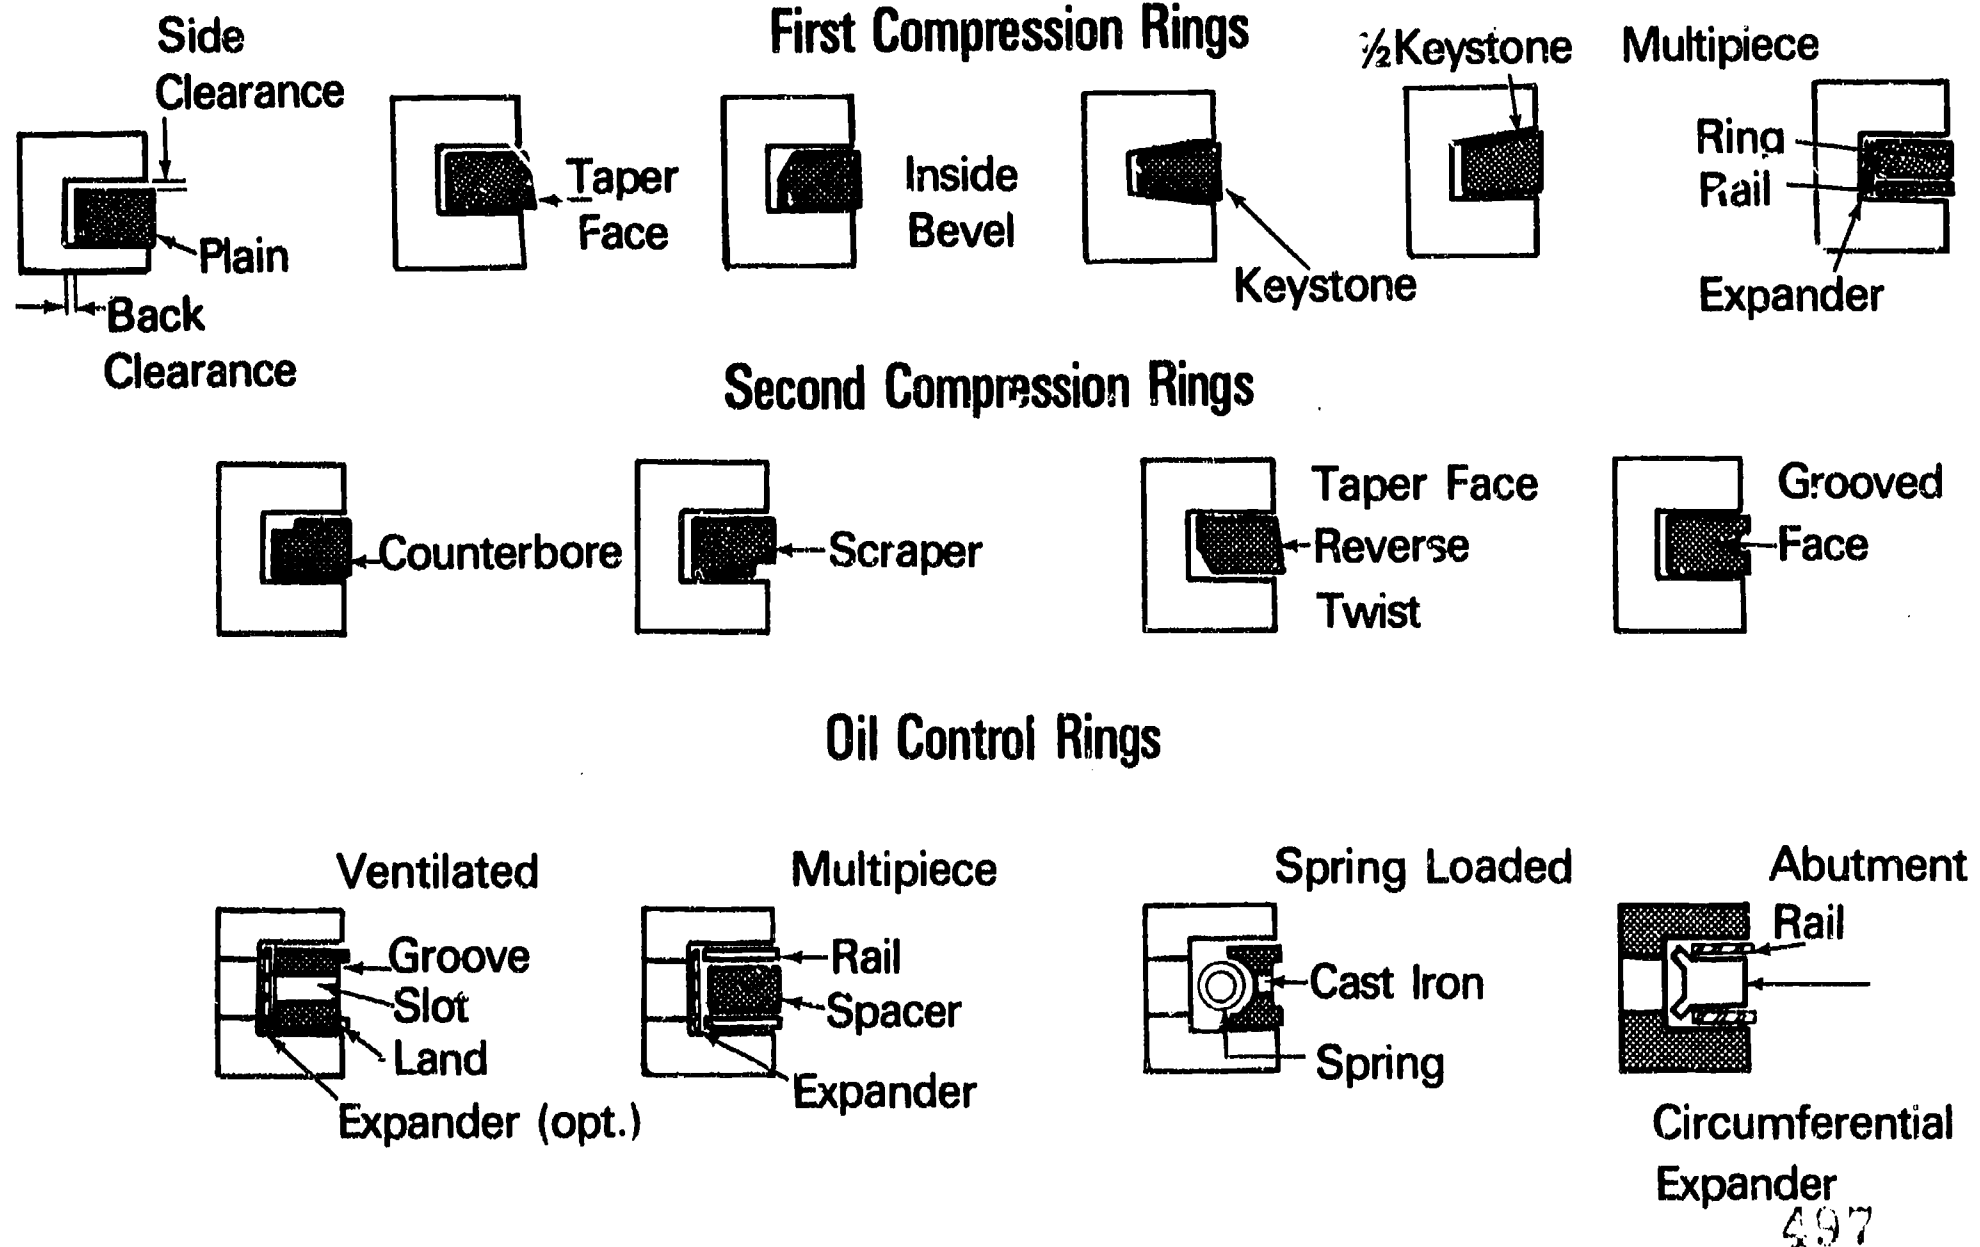 First Compression Rings
Side
Clearance
Plain
Back
Clearance
Taper
Face
Inside
Bevel
Keystone
½Keystone
Multipiece
Ring
Rail
Expander
Second Compression Rings
Counterbore
Scraper
Taper Face
Reverse
Twist
Grooved
Face
Oil Control Rings
Ventilated
Groove
Slot
Land
Expander (opt.)
Multipiece
Rail
Spacer
Expander
Spring Loaded
Cast Iron
Spring
Abutment
Rail
Circumferential
Expander
497